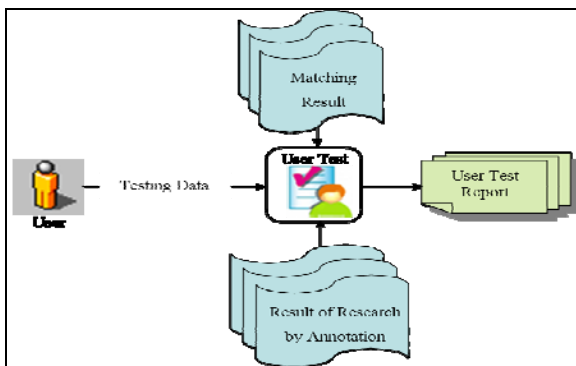 Matching
Result
User Test
Testing Data
User
User Test
Report
Result of Research
by Annotation